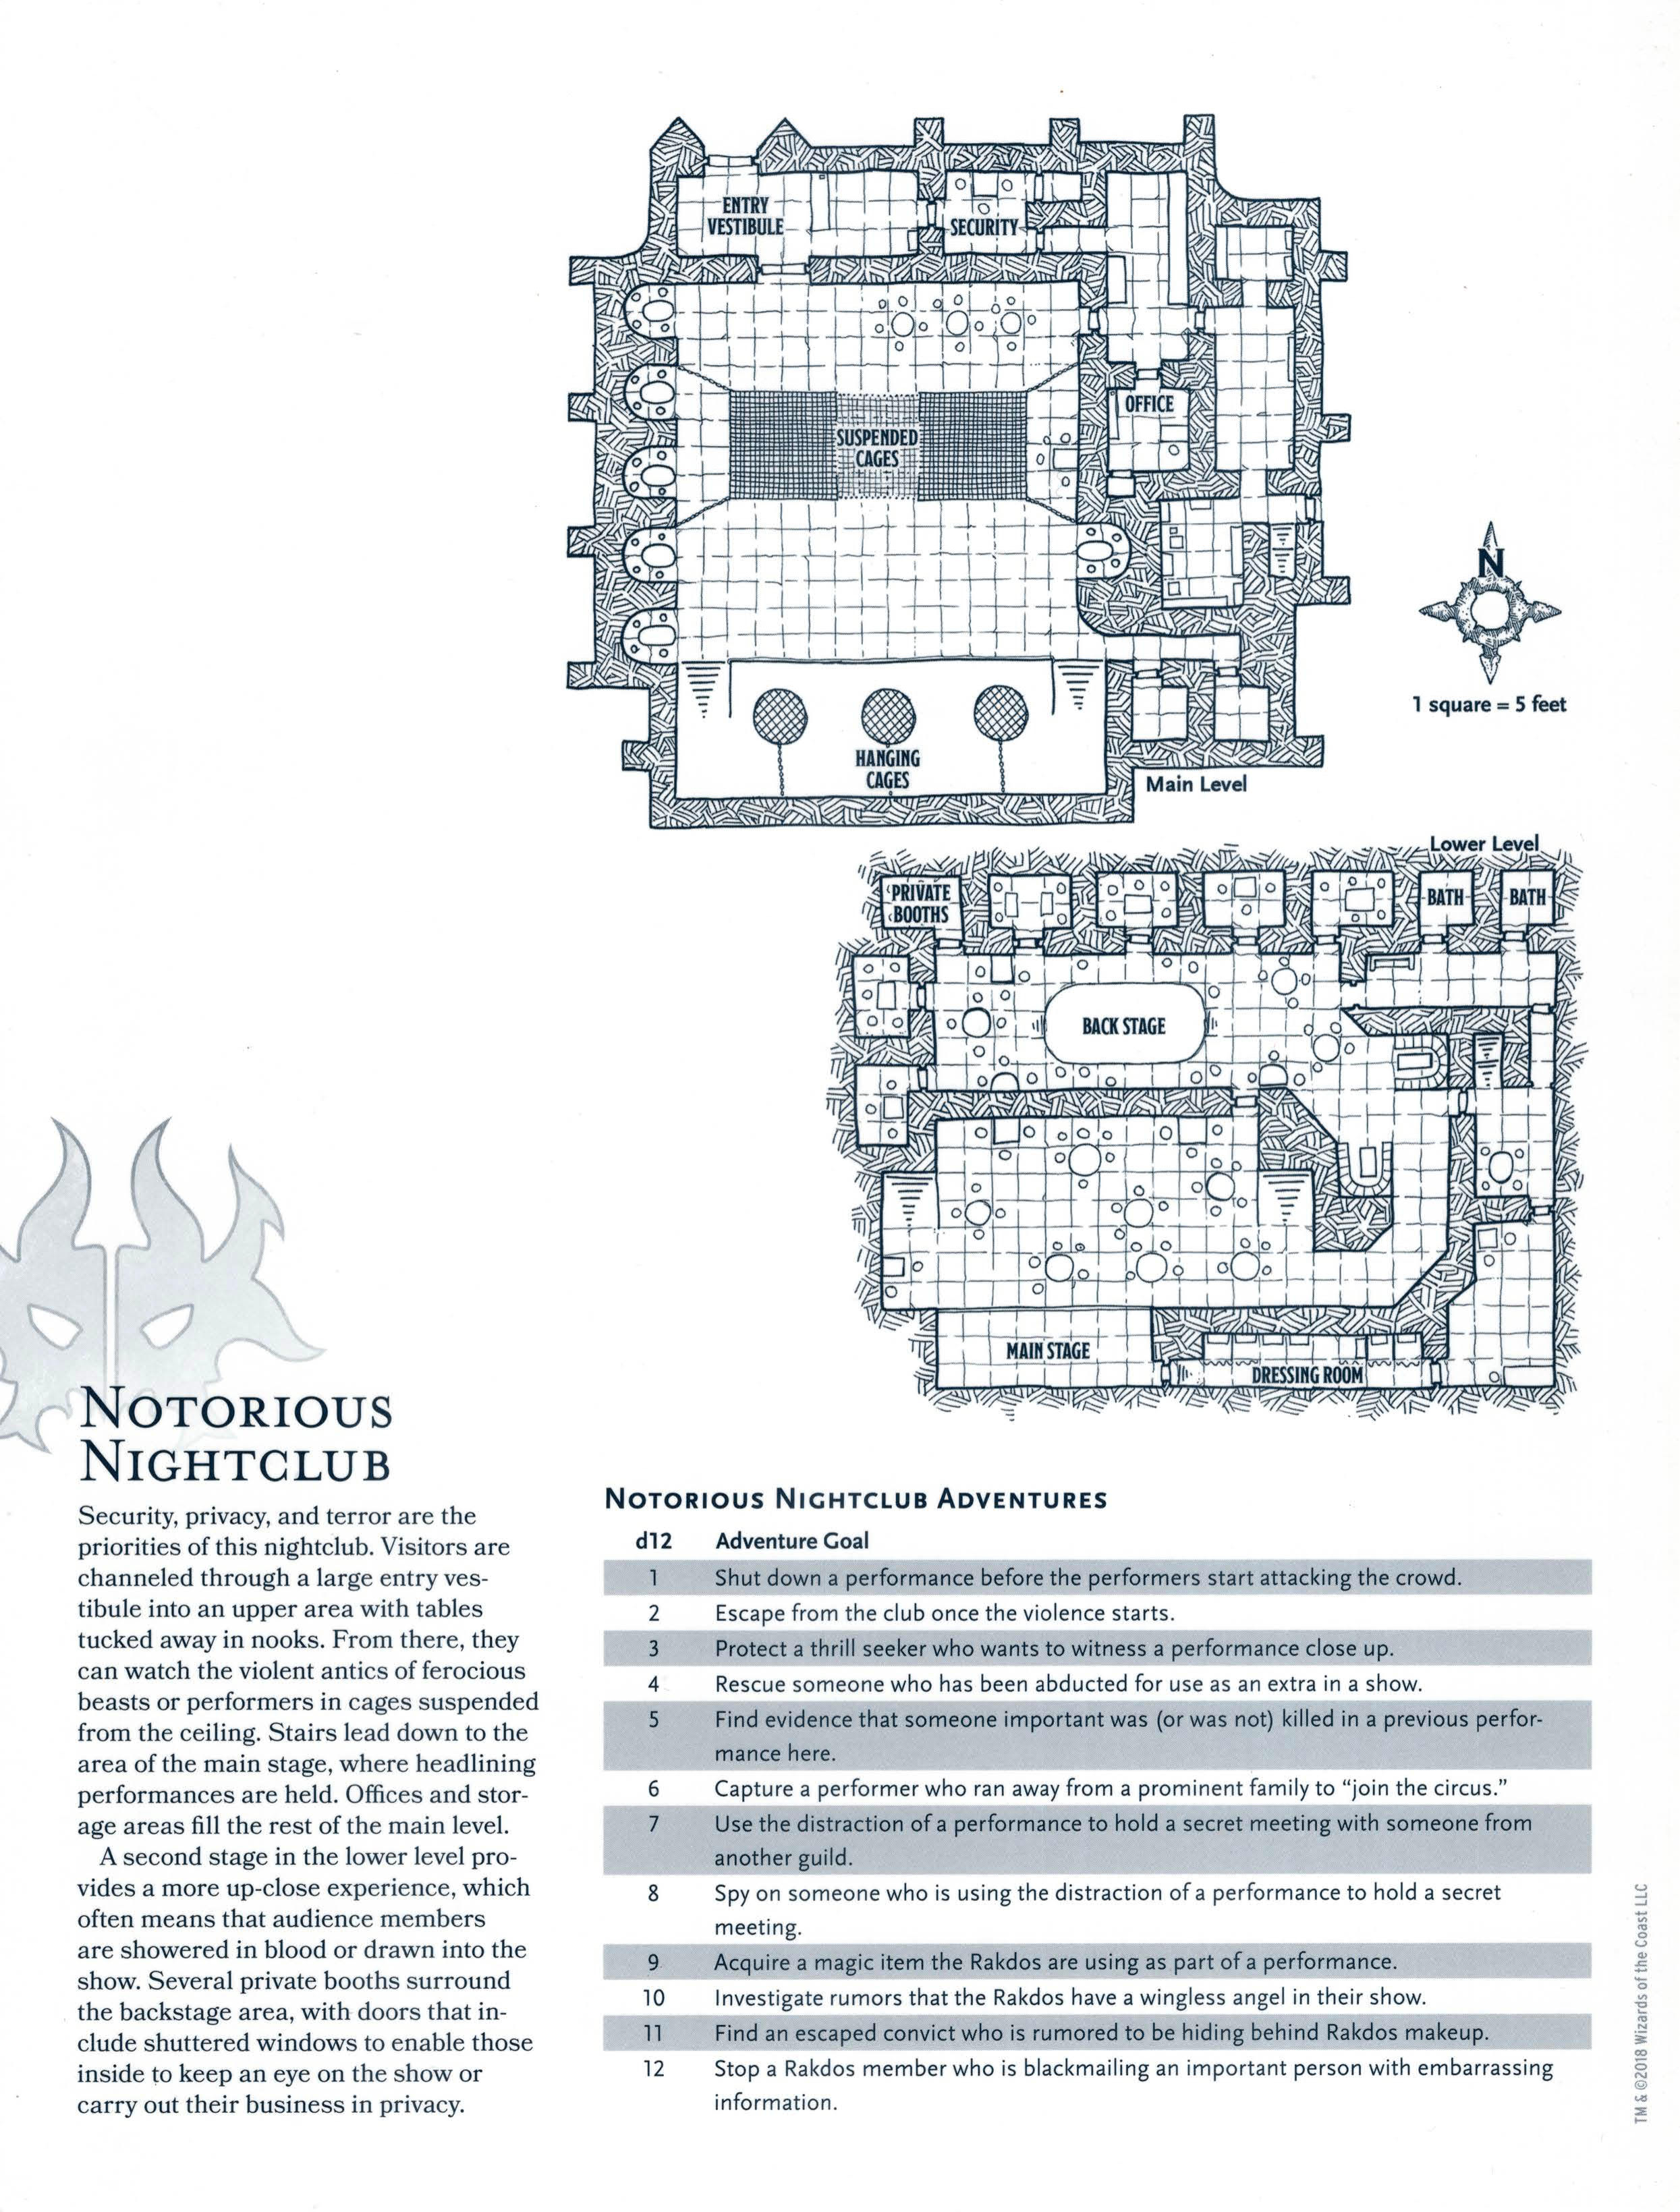 ENTRY
VESTIBULE
SECURITY
OFFICE
SUSPENDED
CAGES
N
1 square = 5 feet
HANGING
CAGES
Main Level
Lower Level
PRIVATE
BOOTHS
BATH
BATH
BACK STAGE
MAIN STAGE
DRESSING ROOM
NOTORIOUS
NIGHTCLUB
Security, privacy, and terror are the
priorities of this nightclub. Visitors are
channeled through a large entry ves-
tibule into an upper area with tables
tucked away in nooks. From there, they
can watch the violent antics of ferocious
beasts or performers in cages suspended
from the ceiling. Stairs lead down to the
area of the main stage, where headlining
performances are held. Offices and stor-
age areas fill the rest of the main level.
A second stage in the lower level pro-
vides a more up-close experience, which
often means that audience members
are showered in blood or drawn into the
show. Several private booths surround
the backstage area, with doors that in-
clude shuttered windows to enable those
inside to keep an eye on the show or
carry out their business in privacy.
NOTORIOUS NIGHTCLUB ADVENTURES
d12 Adventure Goal
1 Shut down a performance before the performers start attacking the crowd.
2 Escape from the club once the violence starts.
3 Protect a thrill seeker who wants to witness a performance close up.
4 Rescue someone who has been abducted for use as an extra in a show.
5 Find evidence that someone important was (or was not) killed in a previous perfor-
mance here.
6 Capture a performer who ran away from a prominent family to “join the circus.”
7 Use the distraction of a performance to hold a secret meeting with someone from
another guild.
8 Spy on someone who is using the distraction of a performance to hold a secret
meeting.
9 Acquire a magic item the Rakdos are using as part of a performance.
10 Investigate rumors that the Rakdos have a wingless angel in their show.
11 Find an escaped convict who is rumored to be hiding behind Rakdos makeup.
12 Stop a Rakdos member who is blackmailing an important person with embarrassing
information.
TM & ©2018 Wizards of the Coast LLC